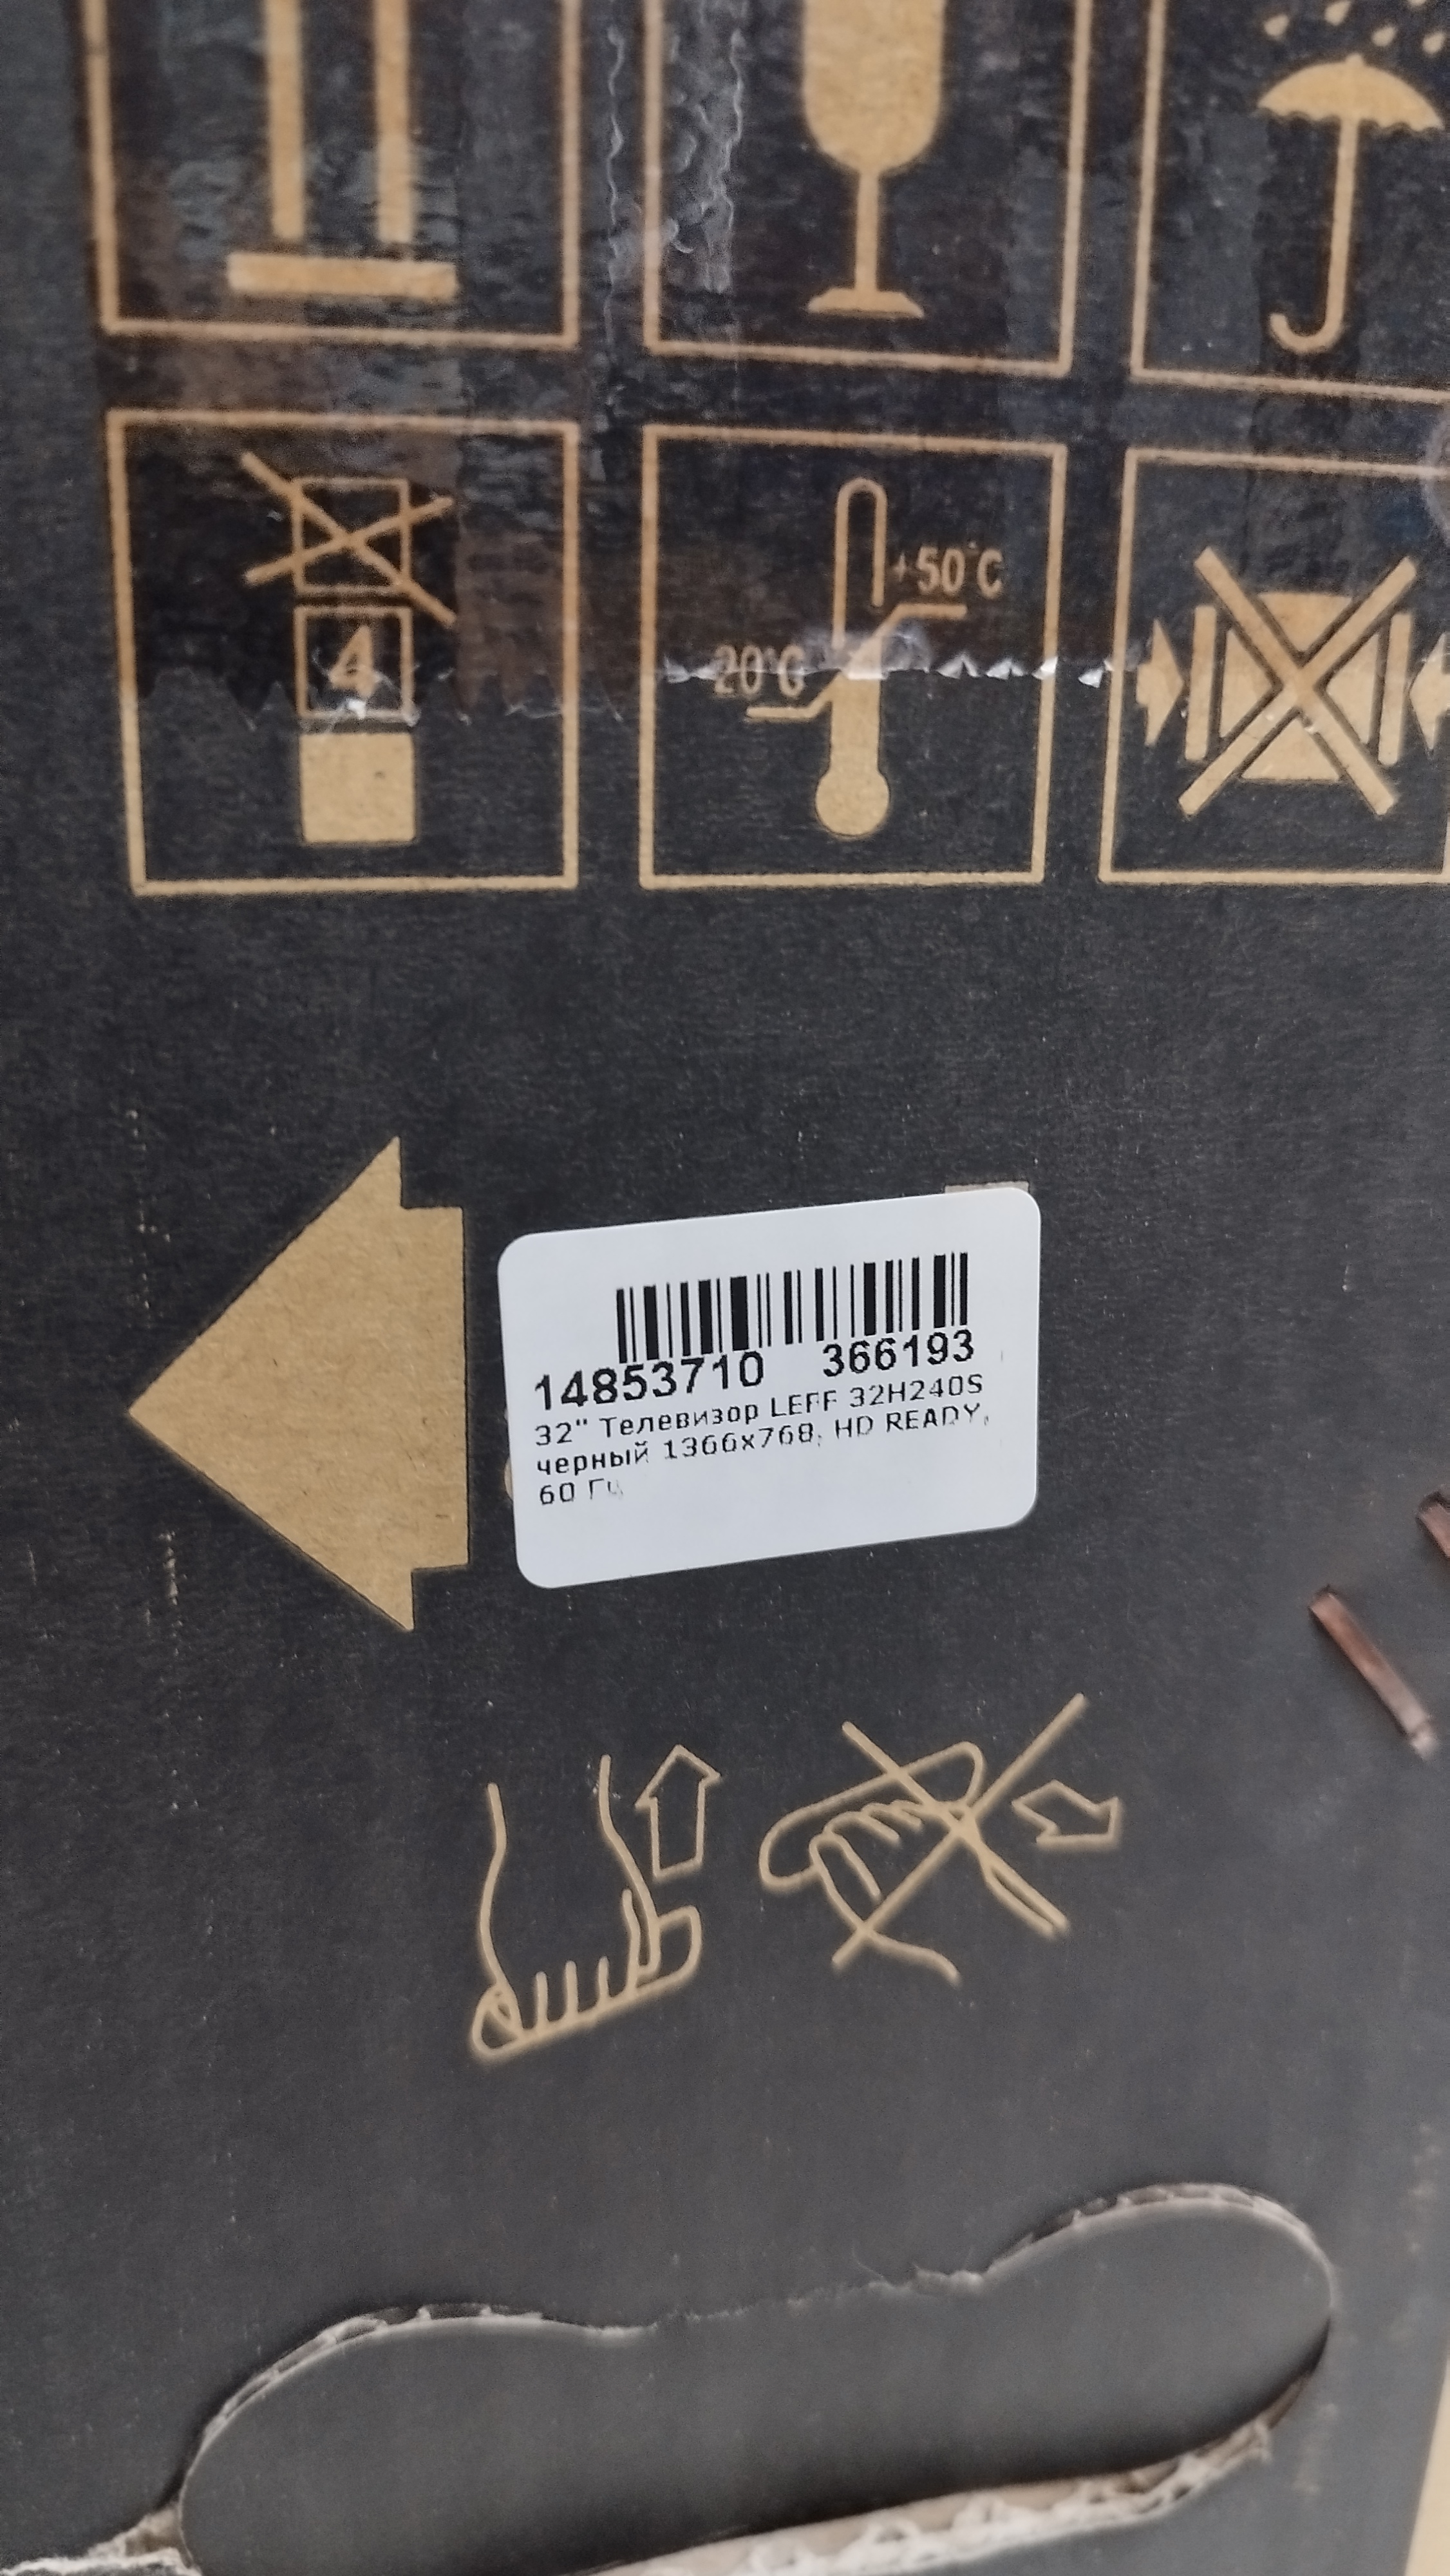 +50°C
20°C
4
14853710 366193
32" Телевизор LEFF 32H240S
черный 1366x768, HD READY,
60 Гц